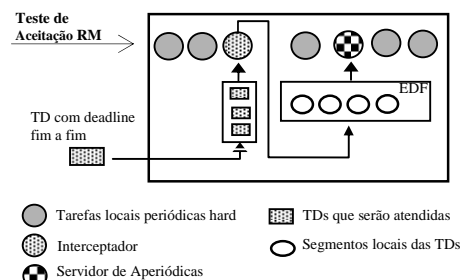 Teste de
Aceitação RM
EDF
TD com deadline
fim a fim
Tarefas locais periódicas hard
TDs que serão atendidas
Interceptador
Segmentos locais das TDs
Servidor de Aperiódicas